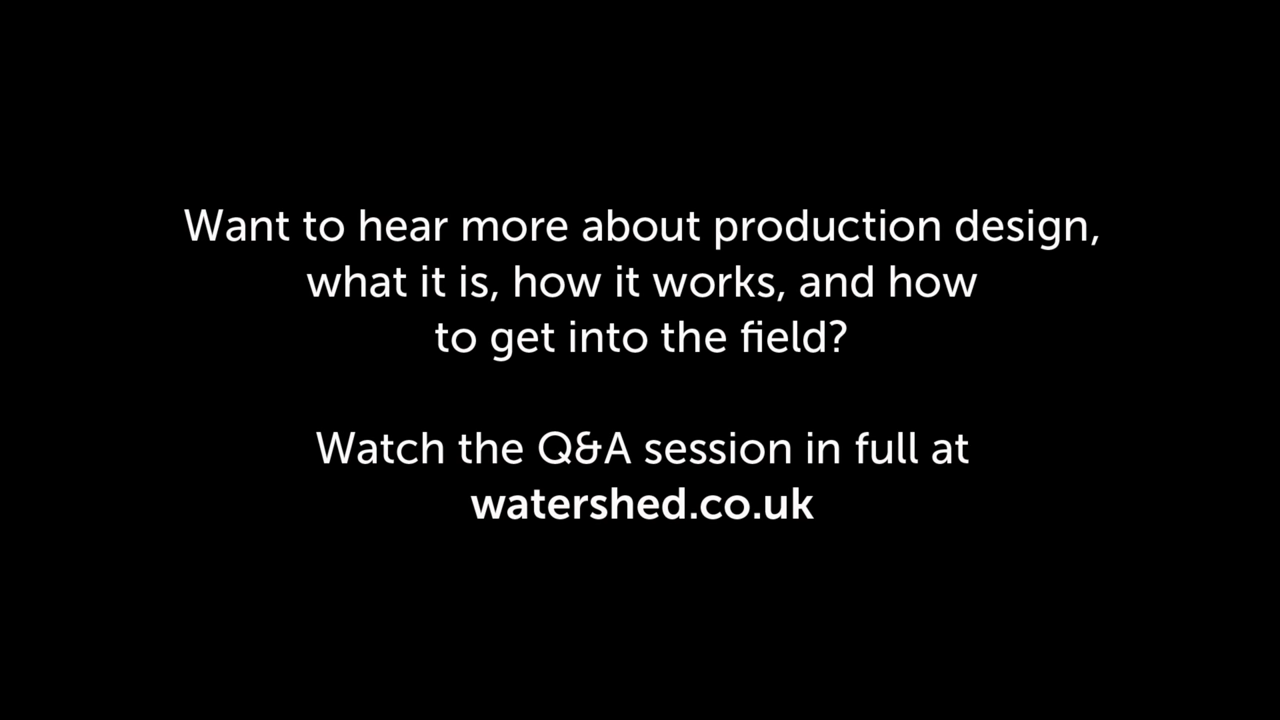 Want to hear more about production design,
what it is, how it works, and how
to get into the field?
Watch the Q&A session in full at
watershed.co.uk